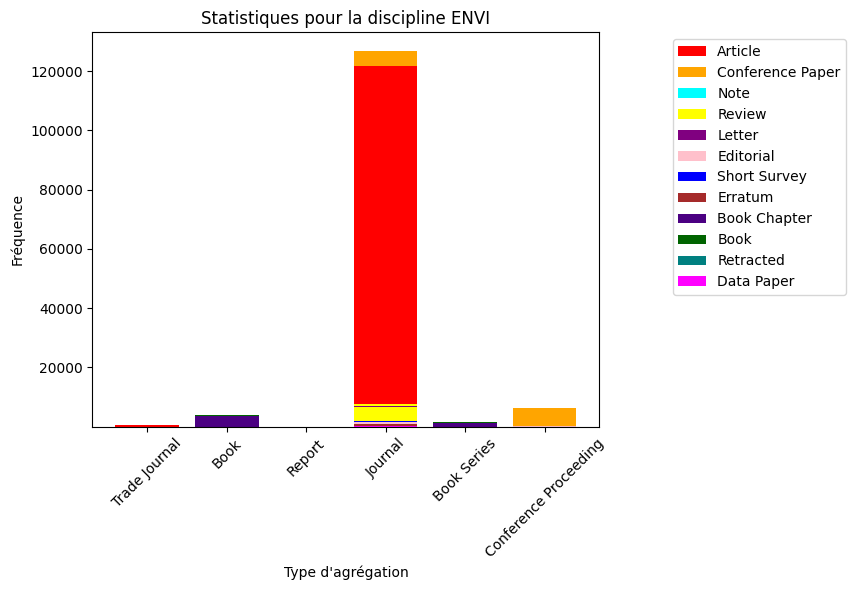 Statistiques pour la discipline ENVI
Article
Conference Paper
Note
Review
Letter
Editorial
Short Survey
Erratum
Book Chapter
Book
Retracted
Data Paper
Fréquence
120000
100000
80000
60000
40000
20000
Trade Journal
Book
Report
Journal
Book Series
Conference Proceeding
Type d'agrégation